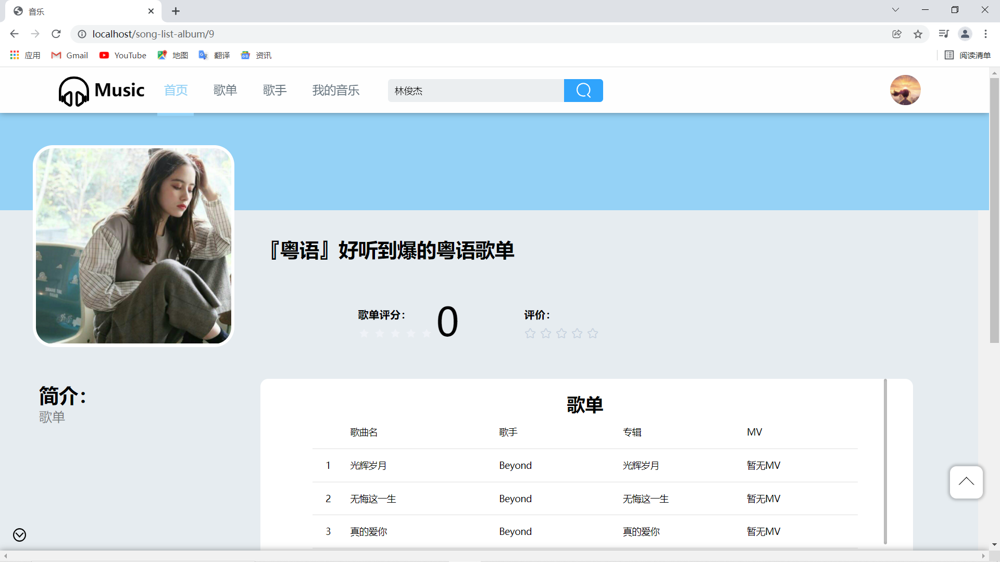 音乐
localhost/song-list-album/9
应用 Gmail YouTube 地图 翻译 资讯 阅读清单
Music 首页 歌单 歌手 我的音乐 林俊杰
『粤语』好听到爆的粤语歌单
歌单评分： 0 评价：
SHARE THE
简介：
歌单
歌单
歌曲名 歌手 专辑 MV
1 光辉岁月 Beyond 光辉岁月 暂无MV
2 无悔这一生 Beyond 无悔这一生 暂无MV
3 真的爱你 Beyond 真的爱你 暂无MV